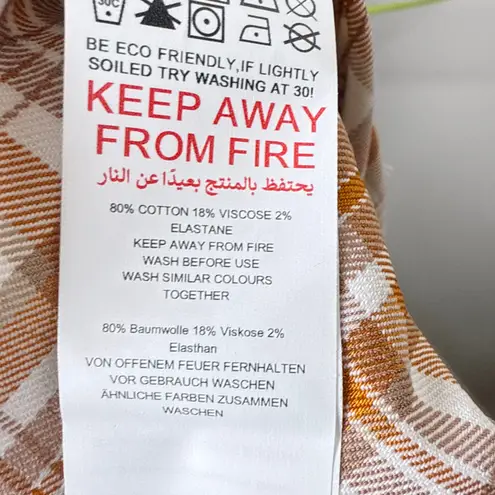 30C
BE ECO FRIENDLY,IF LIGHTLY
SOILED TRY WASHING AT 30!
KEEP AWAY
FROM FIRE
يحتفظ بالمنتج بعيدًا عن النار
80% COTTON 18% VISCOSE 2%
ELASTANE
KEEP AWAY FROM FIRE
WASH BEFORE USE
WASH SIMILAR COLOURS
TOGETHER
80% Baumwolle 18% Viskose 2%
Elasthan
VON OFFENEM FEUER FERNHALTEN
VOR GEBRAUCH WASCHEN
ÄHNLICHE FARBEN ZUSAMMEN
WASCHEN